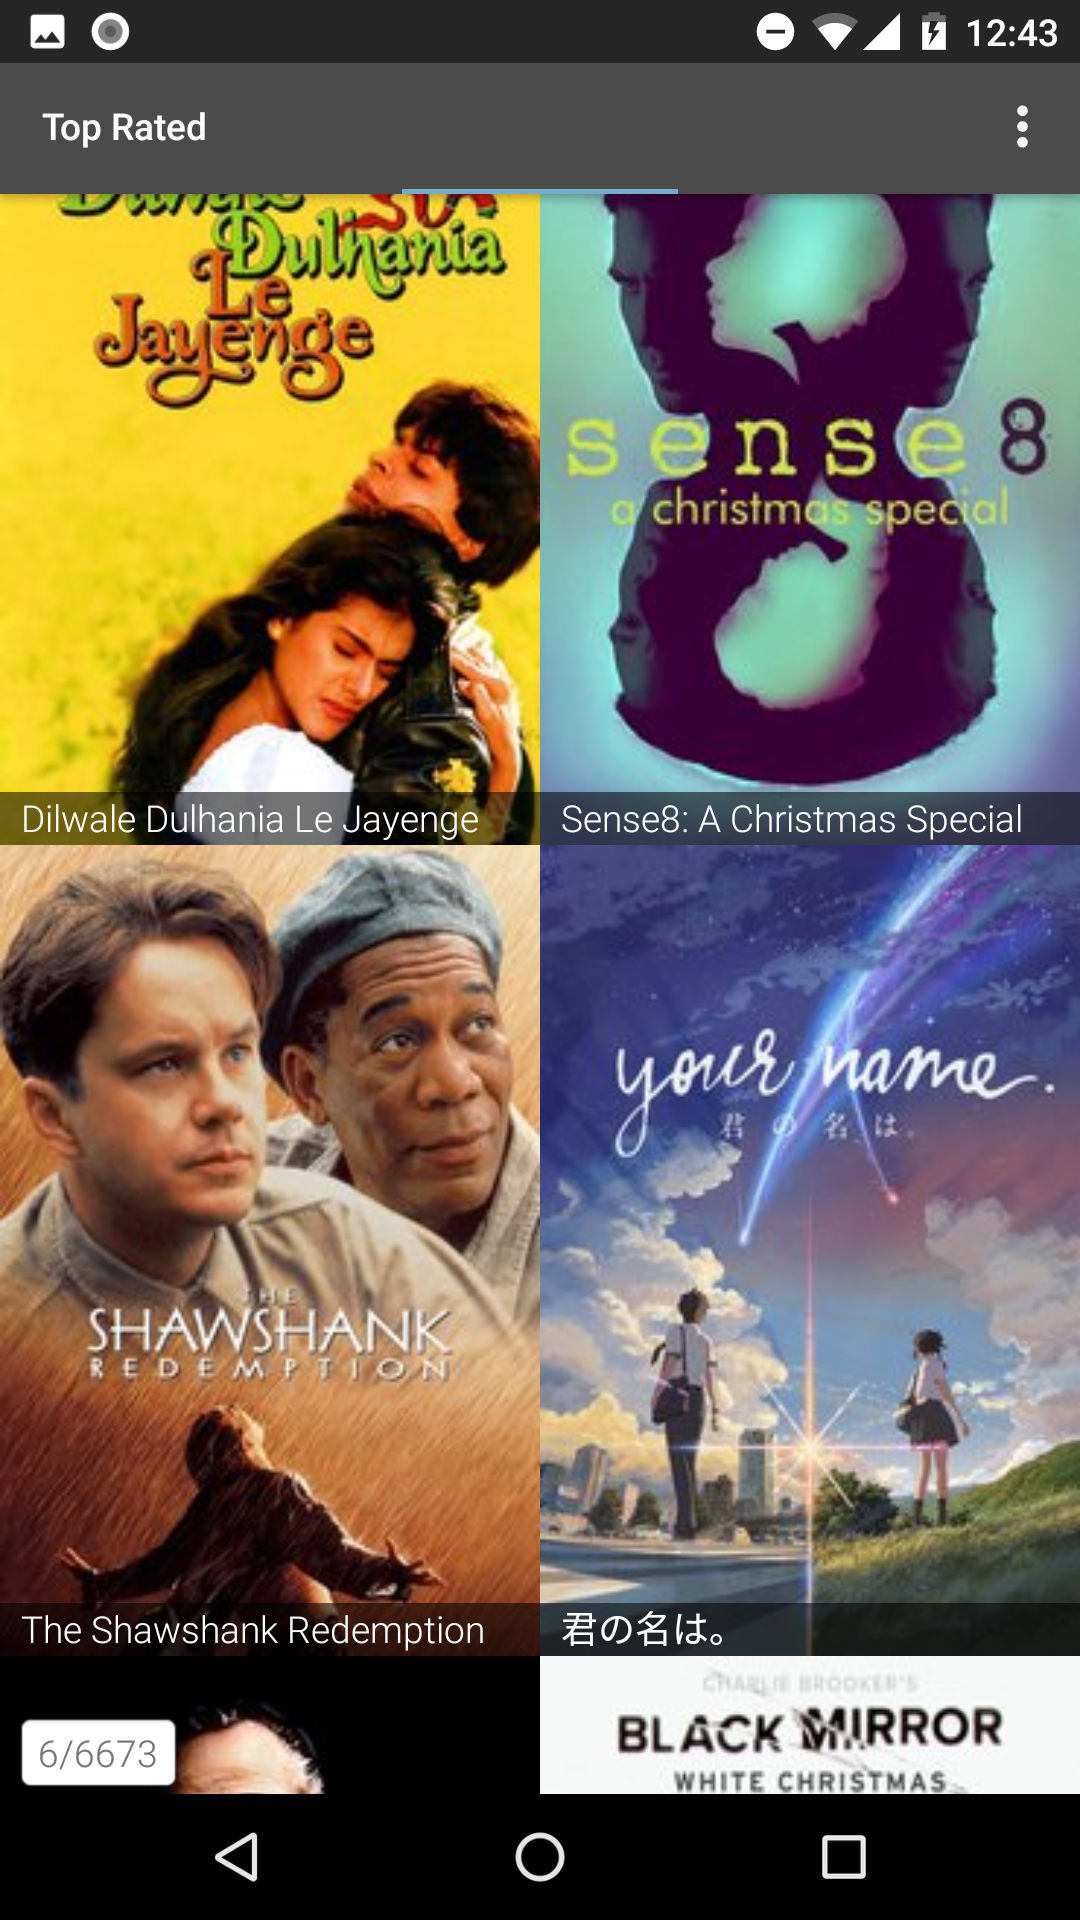 12:43
Top Rated
Dilwale
Dulhania
Le
Jayenge
sense8
a christmas special
Dilwale Dulhania Le Jayenge
Sense8: A Christmas Special
your name.
君の名は。
THE
SHAWSHANK
REDEMPTION
The Shawshank Redemption
君の名は。
CHARLIE BROOKER'S
BLACK MIRROR
WHITE CHRISTMAS
6/6673